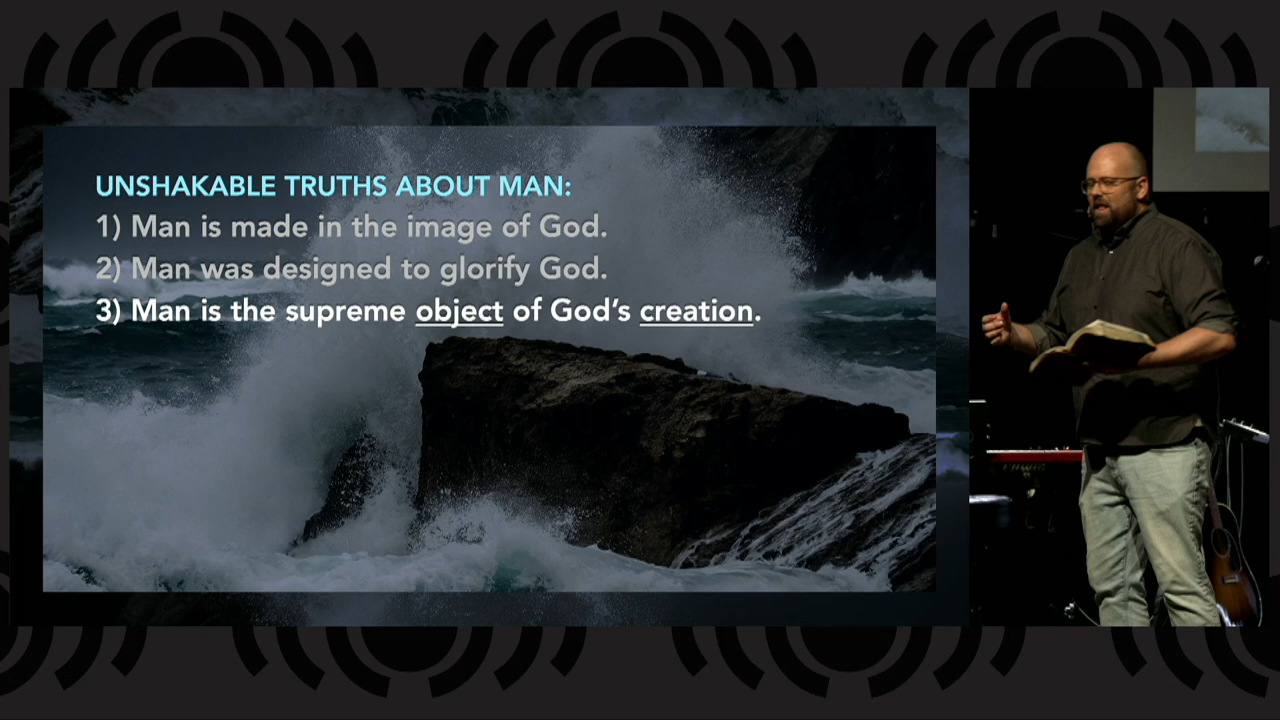 UNSHAKABLE TRUTHS ABOUT MAN:
1) Man is made in the image of God.
2) Man was designed to glorify God.
3) Man is the supreme object of God's creation.